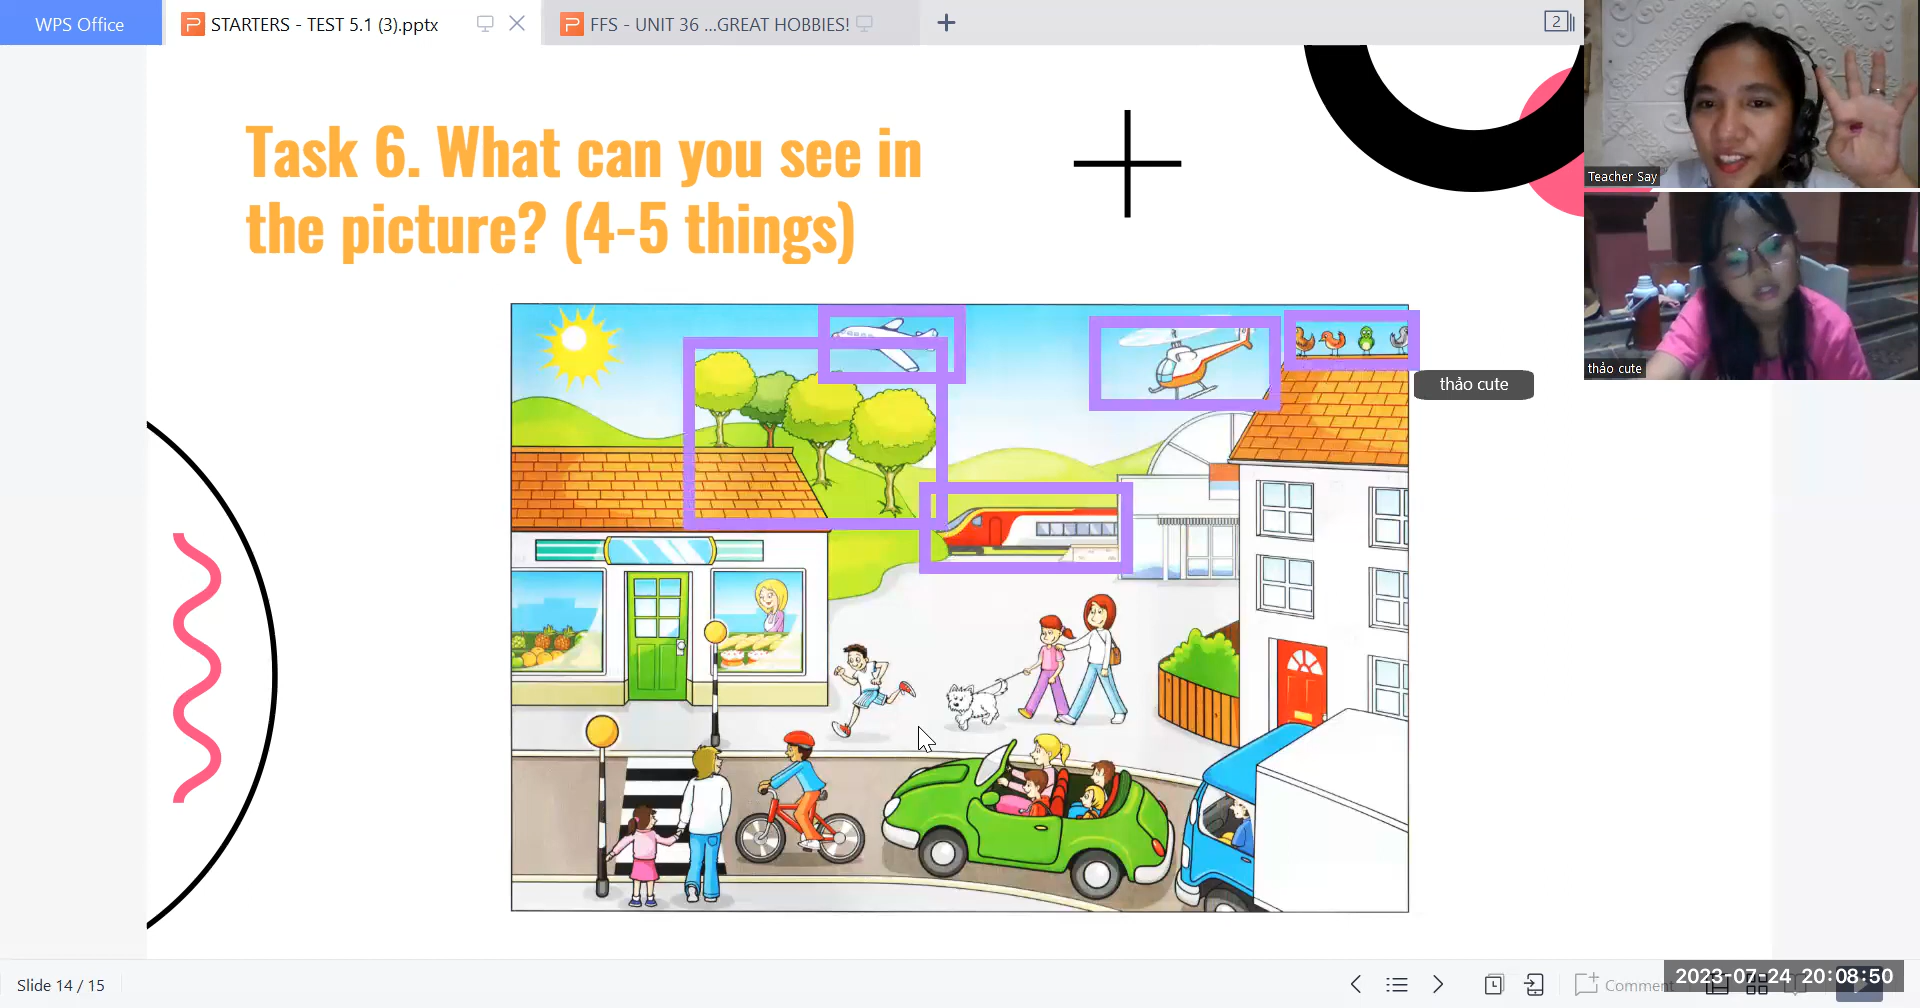 WPS Office
STARTERS - TEST 5.1 (3).pptx
FFS - UNIT 36 ...GREAT HOBBIES!
2
Task 6. What can you see in
the picture? (4-5 things)
Teacher Say
thảo cute
thảo cute
Slide 14 / 15
Comment
2023-07-24 20:08:50